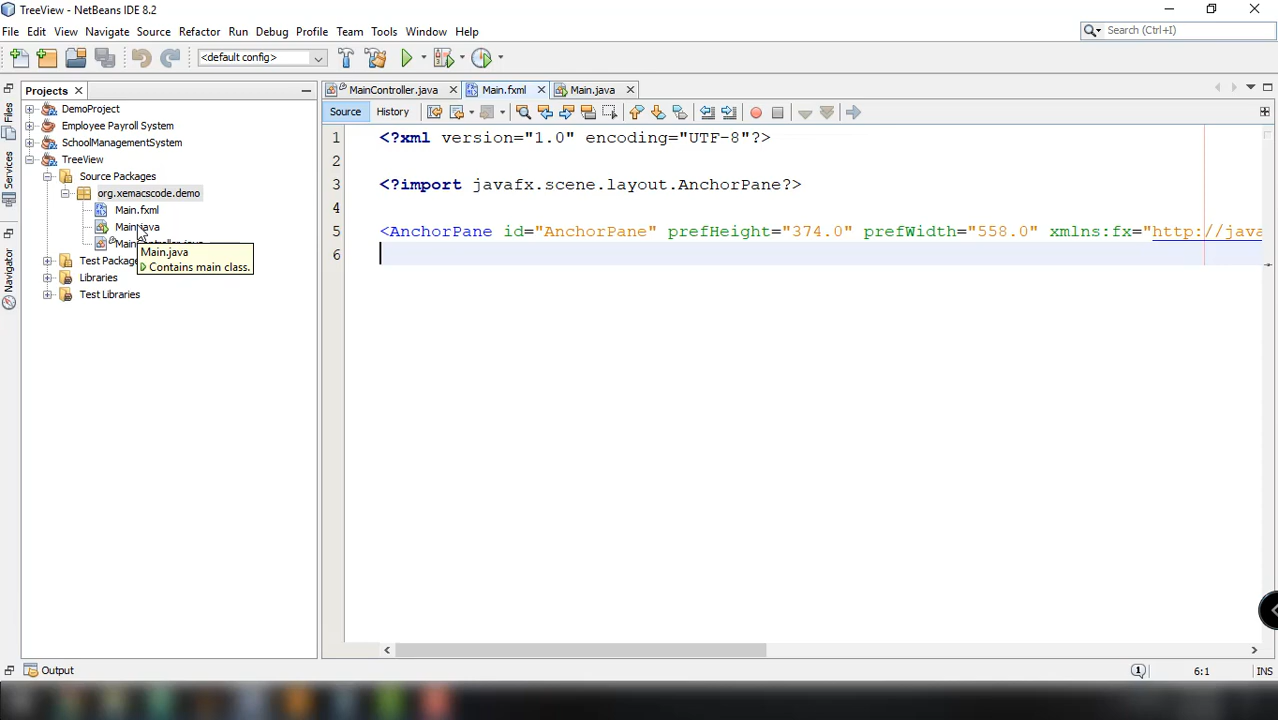 TreeView - NetBeans IDE 8.2
File Edit View Navigate Source Refactor Run Debug Profile Team Tools Window Help
Search (Ctrl+I)
<default config>
Projects
MainController.java Main.fxml Main.java
Source History
Files
Services
Navigator
DemoProject
Employee Payroll System
SchoolManagementSystem
TreeView
Source Packages
org.xemacscode.demo
Main.fxml
Main.java
Main.java
Contains main class.
Libraries
Test Libraries
1 <?xml version="1.0" encoding="UTF-8"?>
2
3 <?import javafx.scene.layout.AnchorPane?>
4
5 <AnchorPane id="AnchorPane" prefHeight="374.0" prefWidth="558.0" xmlns:fx="http://java
6
Output
1
6:1
INS